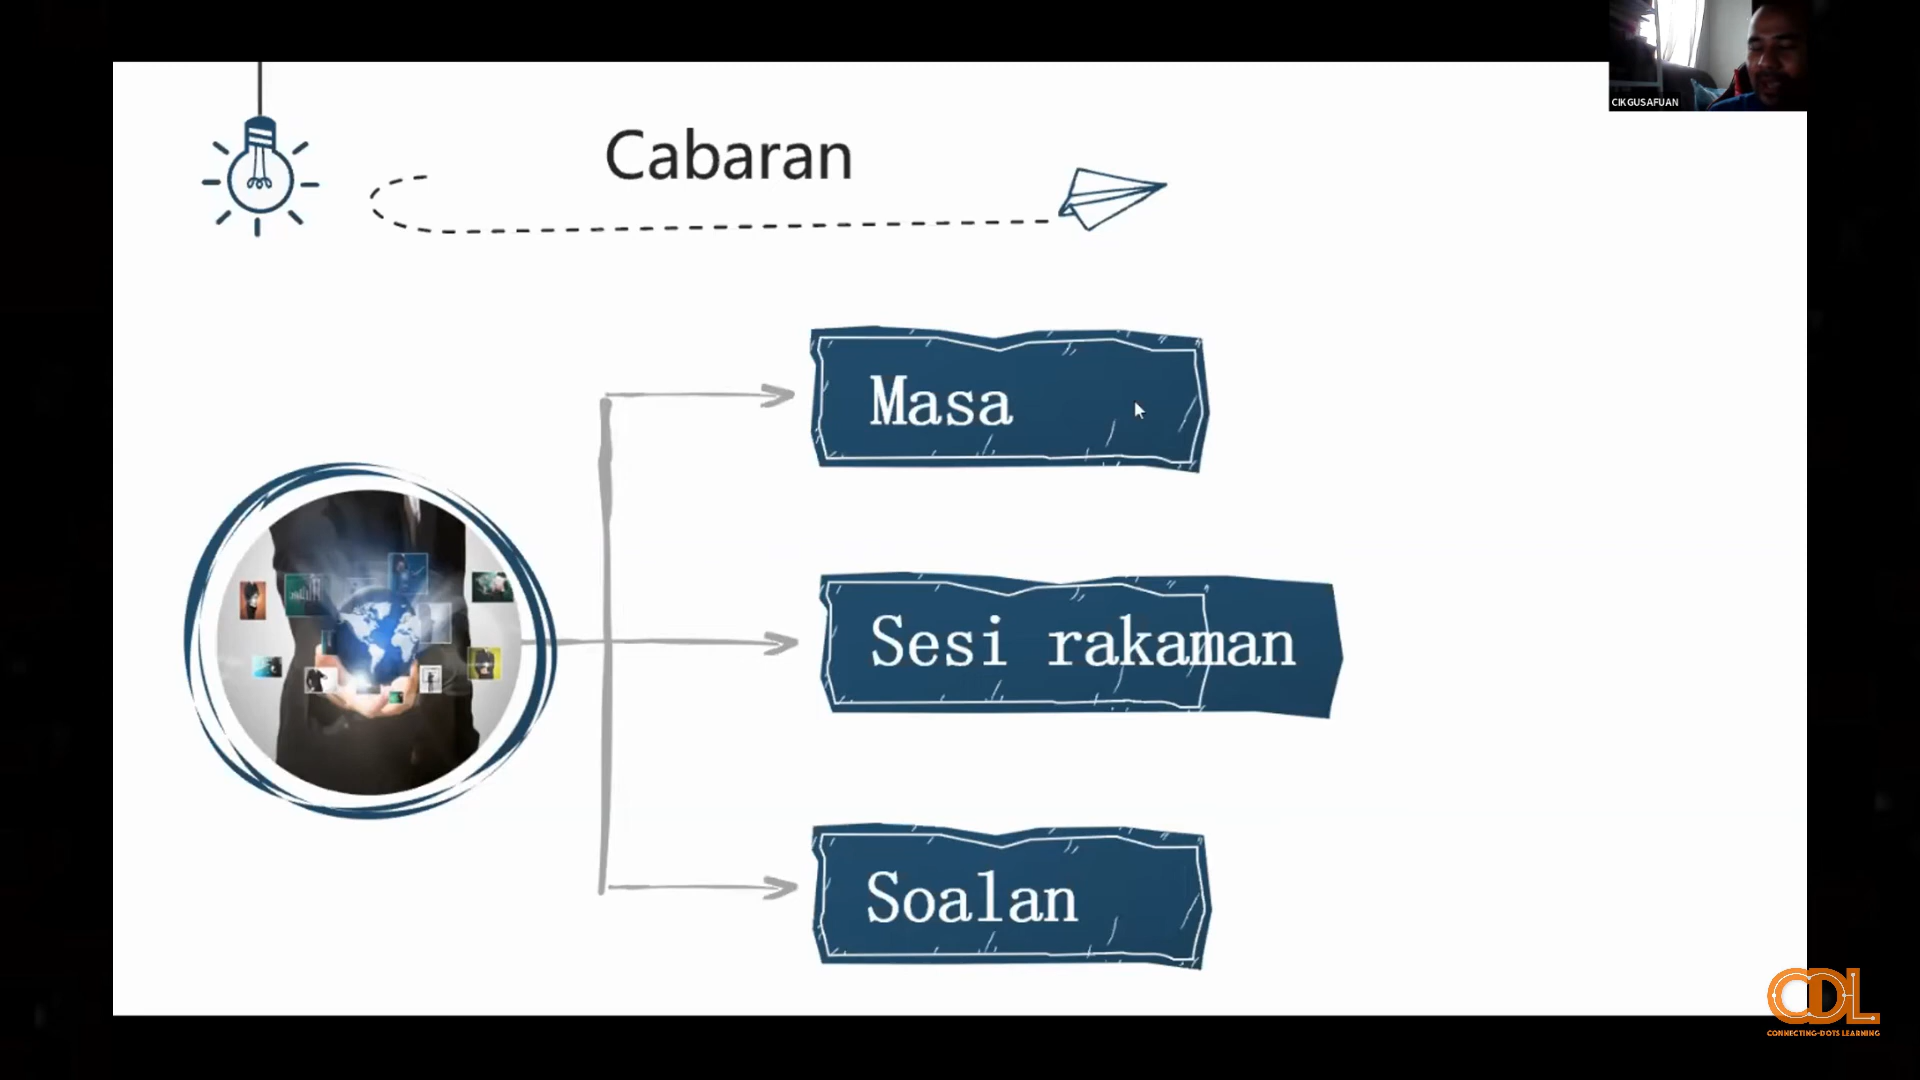 CIKGUSAFUAN
Cabaran
Masa
Sesi rakaman
Soalan
CDL
CONNECTING-DOTS LEARNING